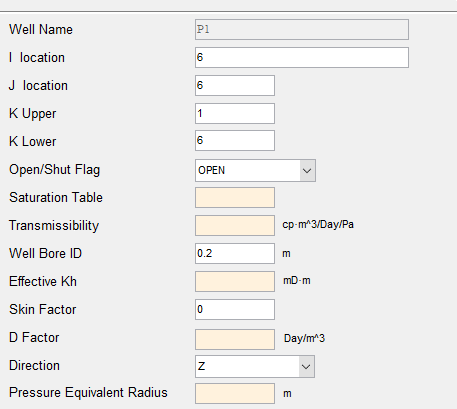 Well Name P1
I location 6
J location 6
K Upper 1
K Lower 6
Open/Shut Flag OPEN
Saturation Table
Transmissibility cp·m^3/Day/Pa
Well Bore ID 0.2 m
Effective Kh mD·m
Skin Factor 0
D Factor Day/m^3
Direction Z
Pressure Equivalent Radius m